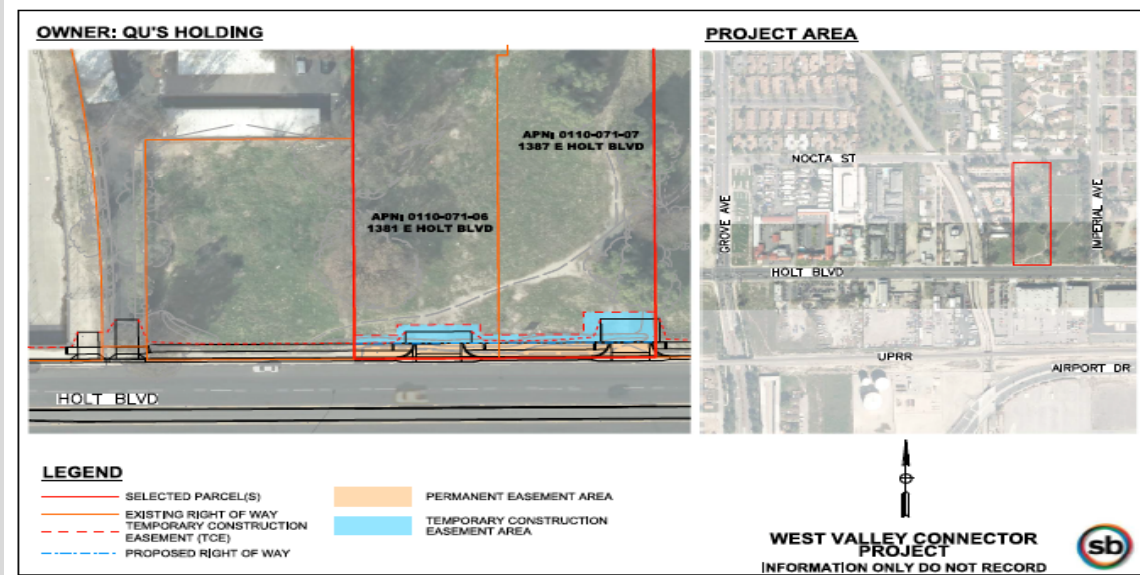 OWNER: QU'S HOLDING
APN: 0110-071-07
1387 E HOLT BLVD
APN: 0110-071-06
1381 E HOLT BLVD
HOLT BLVD
PROJECT AREA
NOCTA ST
GROVE AVE
IMPERIAL AVE
HOLT BLVD
UPRR
AIRPORT DR
LEGEND
SELECTED PARCEL(S)
EXISTING RIGHT OF WAY
TEMPORARY CONSTRUCTION
EASEMENT (TCE)
PROPOSED RIGHT OF WAY
PERMANENT EASEMENT AREA
TEMPORARY CONSTRUCTION
EASEMENT AREA
WEST VALLEY CONNECTOR
PROJECT
INFORMATION ONLY DO NOT RECORD
sb